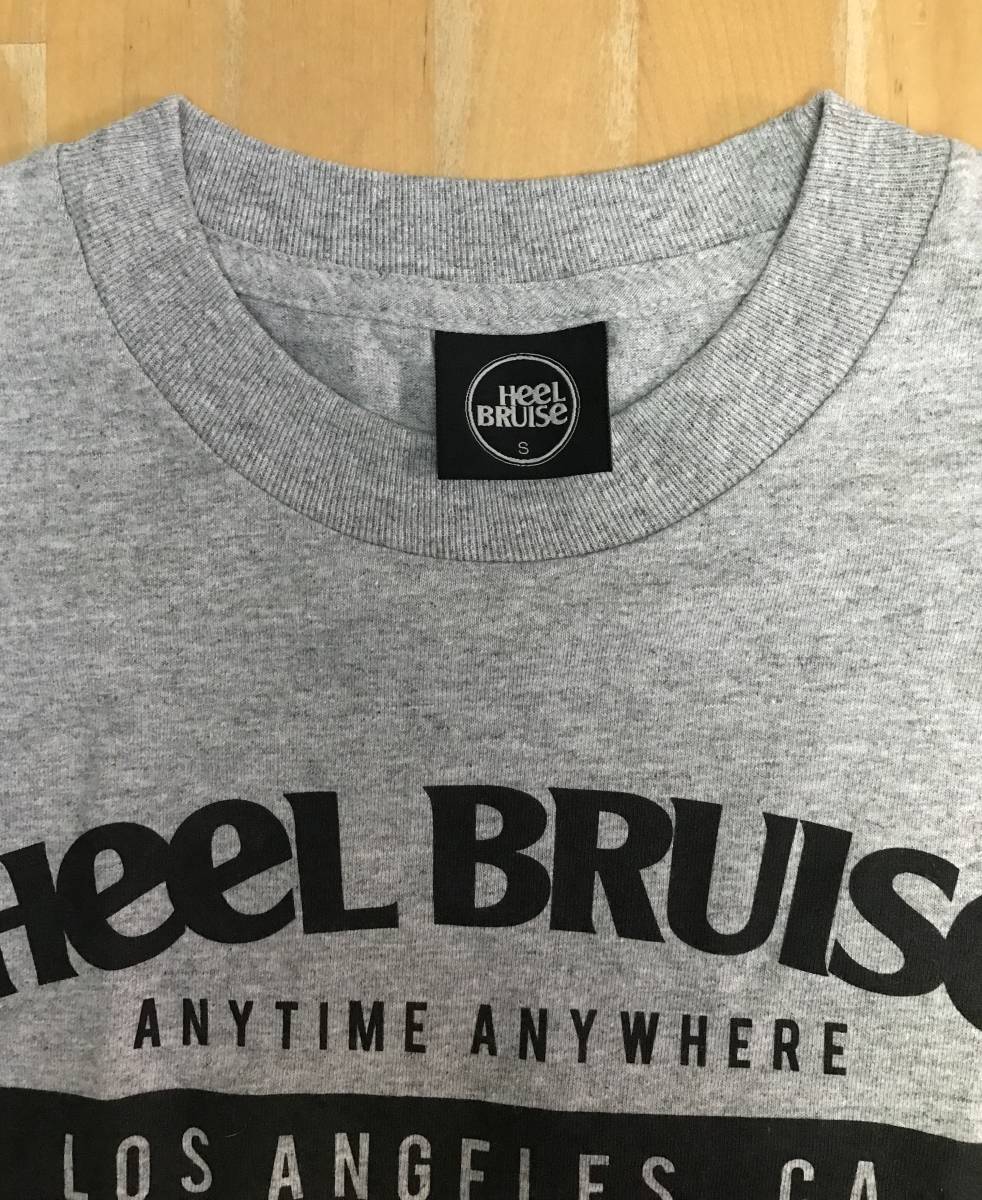 HeeL
BRUISe
S
HeeL BRUISe
ANYTIME ANYWHERE
LOS ANGELES, CA